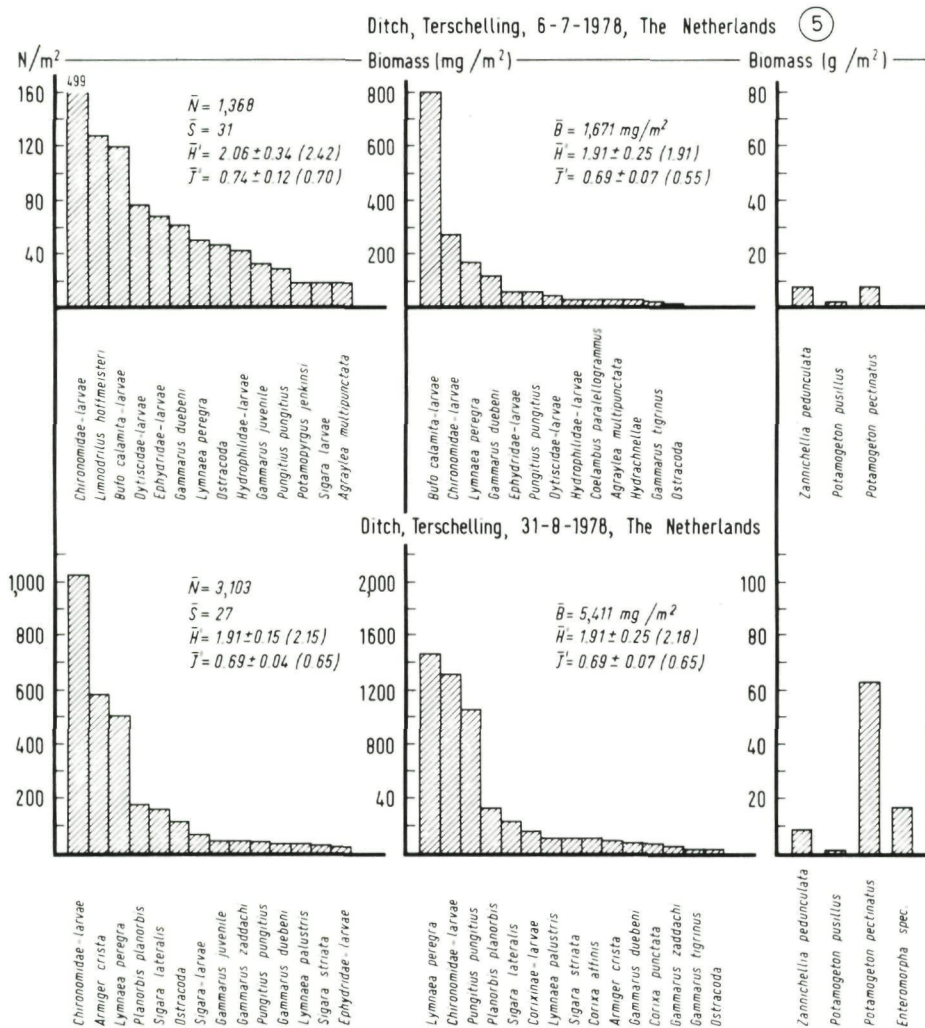 Ditch, Terschelling, 6-7-1978, The Netherlands 5
N/m²
Biomass (mg /m²)
Biomass (g /m²)
499
160
120
80
40
N̄ = 1,368
S̄ = 31
H̄' = 2.06 ± 0.34 (2.42)
J̄' = 0.74 ± 0.12 (0.70)
800
600
400
200
B̄ = 1,671 mg/m²
H̄' = 1.91 ± 0.25 (1.91)
J̄' = 0.69 ± 0.07 (0.55)
80
60
40
20
Chironomidae-larvae
Limnodrilus hoffmeisteri
Bufo calamita-larvae
Dytiscidae-larvae
Ephydridae-larvae
Gammarus duebeni
Lymnaea peregra
Ostracoda
Hydrophilidae-larvae
Gammarus juvenile
Pungitius pungitius
Potamopyrgus jenkinsi
Sigara larvae
Agraylea multipunctata
Bufo calamita-larvae
Chironomidae-larvae
Lymnaea peregra
Gammarus duebeni
Ephydridae-larvae
Pungitius pungitius
Dytiscidae-larvae
Hydrophilidae-larvae
Coelambus paralellogrammus
Agraylea multipunctata
Hydrachnellae
Gammarus tigrinus
Ostracoda
Zannichellia pedunculata
Potamogeton pusillus
Potamogeton pectinatus
Ditch, Terschelling, 31-8-1978, The Netherlands
1,000
800
600
400
200
N̄ = 3,103
S̄ = 27
H̄' = 1.91 ± 0.15 (2.15)
J̄' = 0.69 ± 0.04 (0.65)
2,000
1600
1200
800
40
B̄ = 5,411 mg /m²
H̄' = 1.91 ± 0.25 (2.18)
J̄' = 0.69 ± 0.07 (0.65)
100
80
60
40
20
Chironomidae-larvae
Armiger crista
Lymnaea peregra
Planorbis planorbis
Sigara lateralis
Ostracoda
Sigara-larvae
Gammarus juvenile
Gammarus zaddachi
Pungitius pungitius
Gammarus duebeni
Lymnaea palustris
Sigara striata
Ephydridae-larvae
Lymnaea peregra
Chironomidae-larvae
Pungitius pungitius
Planorbis planorbis
Sigara lateralis
Corixinae-larvae
Lymnaea palustris
Sigara striata
Corixa affinis
Armiger crista
Gammarus duebeni
Corixa punctata
Gammarus zaddachi
Gammarus tigrinus
Ostracoda
Zannichellia pedunculata
Potamogeton pusillus
Potamogeton pectinatus
Enteromorpha spec.